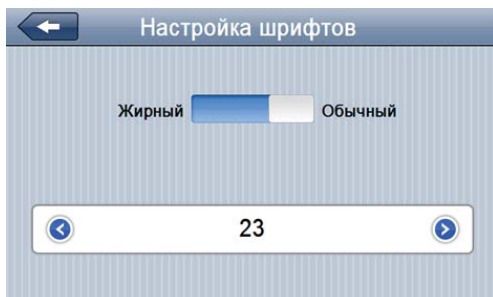 Настройка шрифтов
Жирный Обычный
23